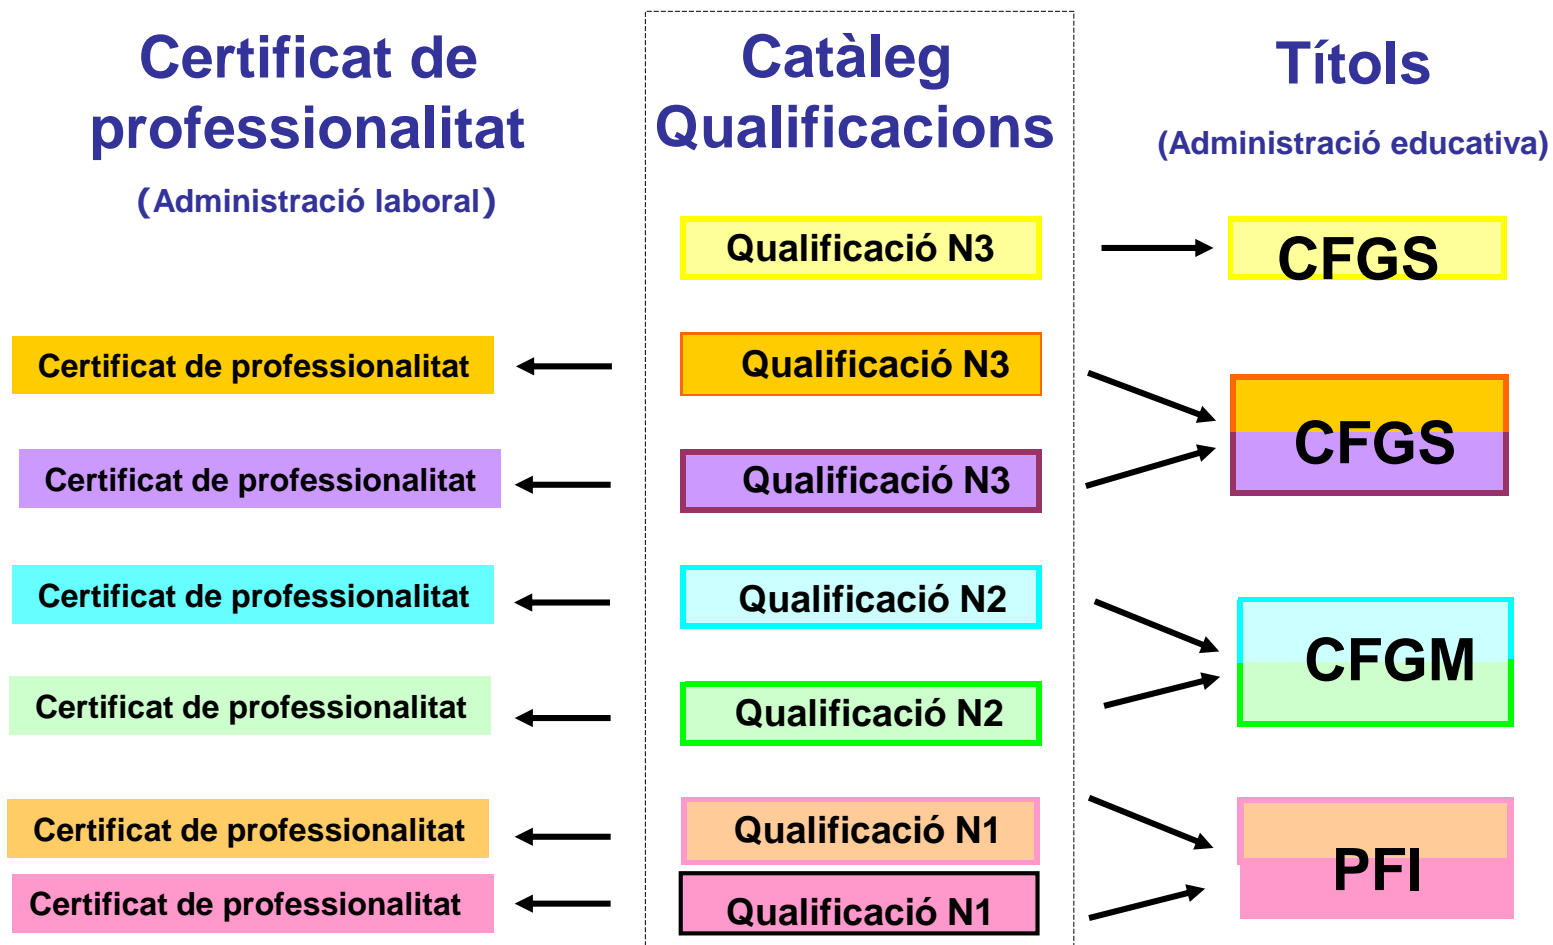 Certificat de
professionalitat
(Administració laboral)
Catàleg
Qualificacions
Títols
(Administració educativa)
Qualificació N3
CFGS
Certificat de professionalitat
Qualificació N3
Certificat de professionalitat
Qualificació N3
CFGS
Certificat de professionalitat
Qualificació N2
Certificat de professionalitat
Qualificació N2
CFGM
Certificat de professionalitat
Qualificació N1
Certificat de professionalitat
Qualificació N1
PFI